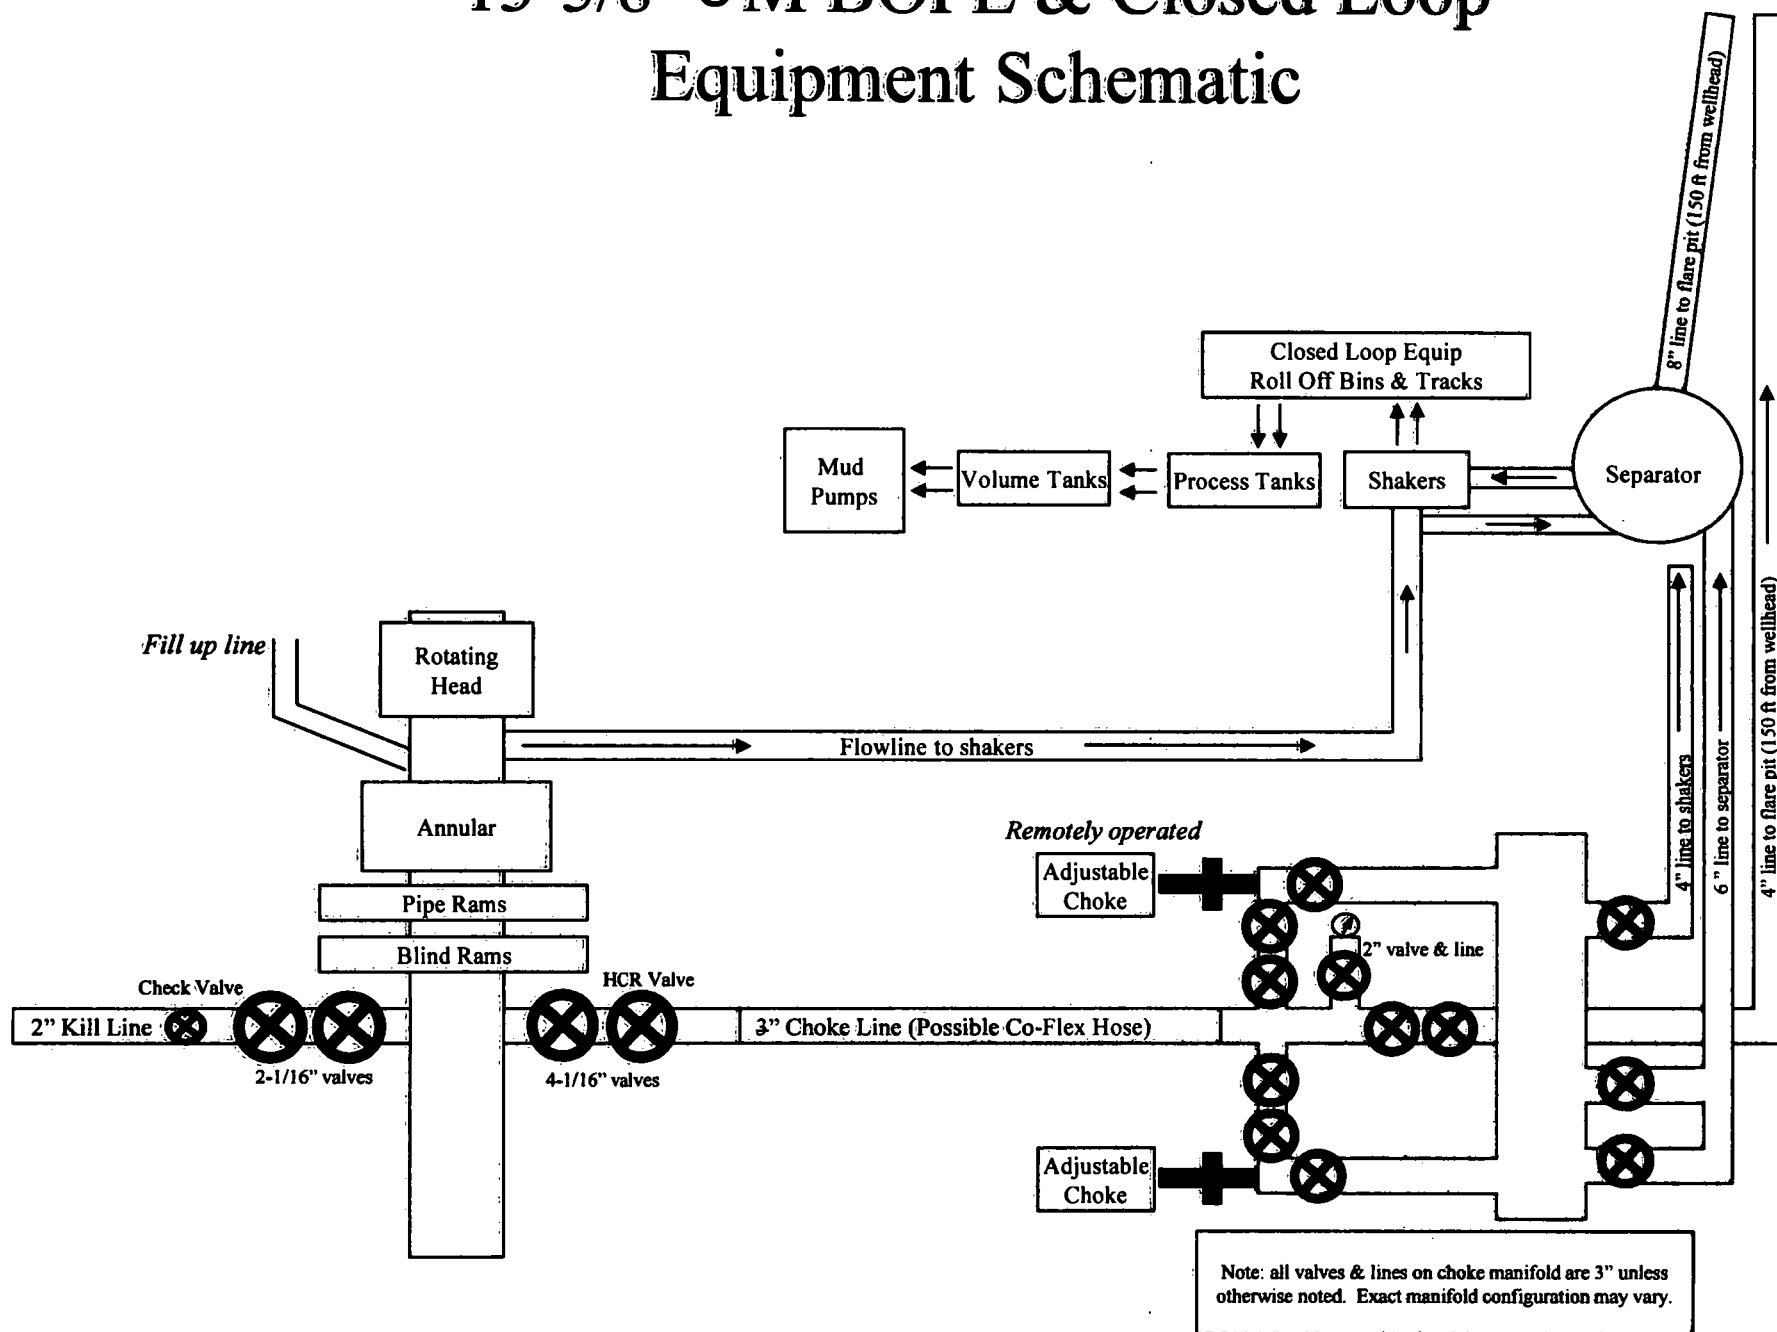 M BOPE & Closed Loop
Equipment Schematic
8” line to flare pit (150 ft from wellhead)
Closed Loop Equip
Roll Off Bins & Tracks
Mud
Pumps
Volume Tanks
Process Tanks
Shakers
Separator
Fill up line
Rotating
Head
Flowline to shakers
Annular
Pipe Rams
Blind Rams
Remotely operated
Adjustable
Choke
2” valve & line
4” line to shakers
6” line to separator
4” line to flare pit (150 ft from wellhead)
Check Valve
HCR Valve
2” Kill Line
3” Choke Line (Possible Co-Flex Hose)
2-1/16” valves
4-1/16” valves
Adjustable
Choke
Note: all valves & lines on choke manifold are 3” unless
otherwise noted. Exact manifold configuration may vary.